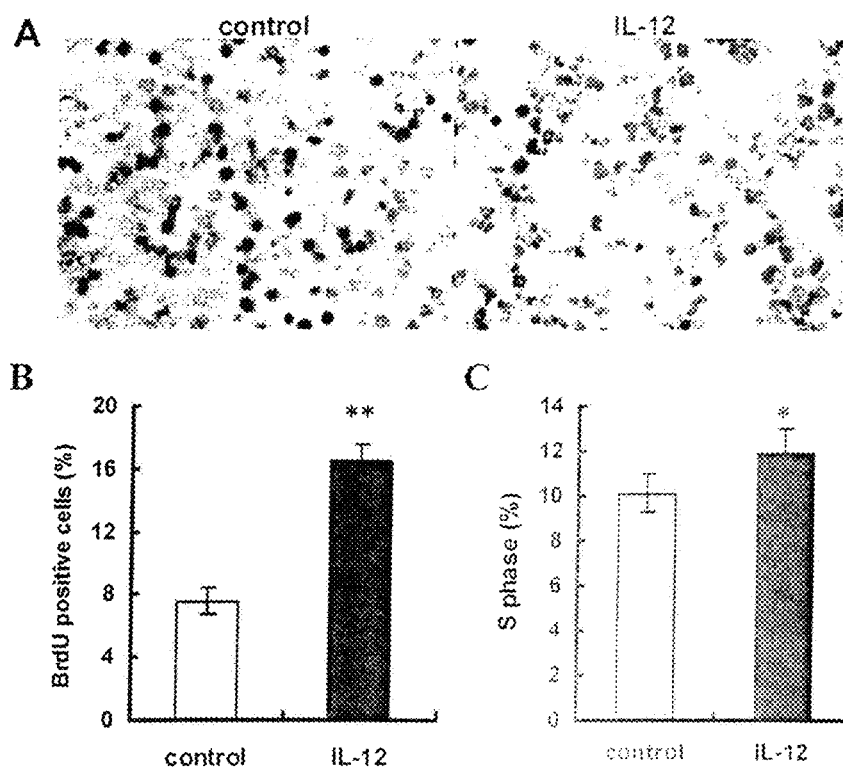 A control IL-12
B
BrdU positive cells (%)
20
16
12
8
4
0
**
control IL-12
C
S phase (%)
14
12
10
8
6
4
2
0
*
control IL-12